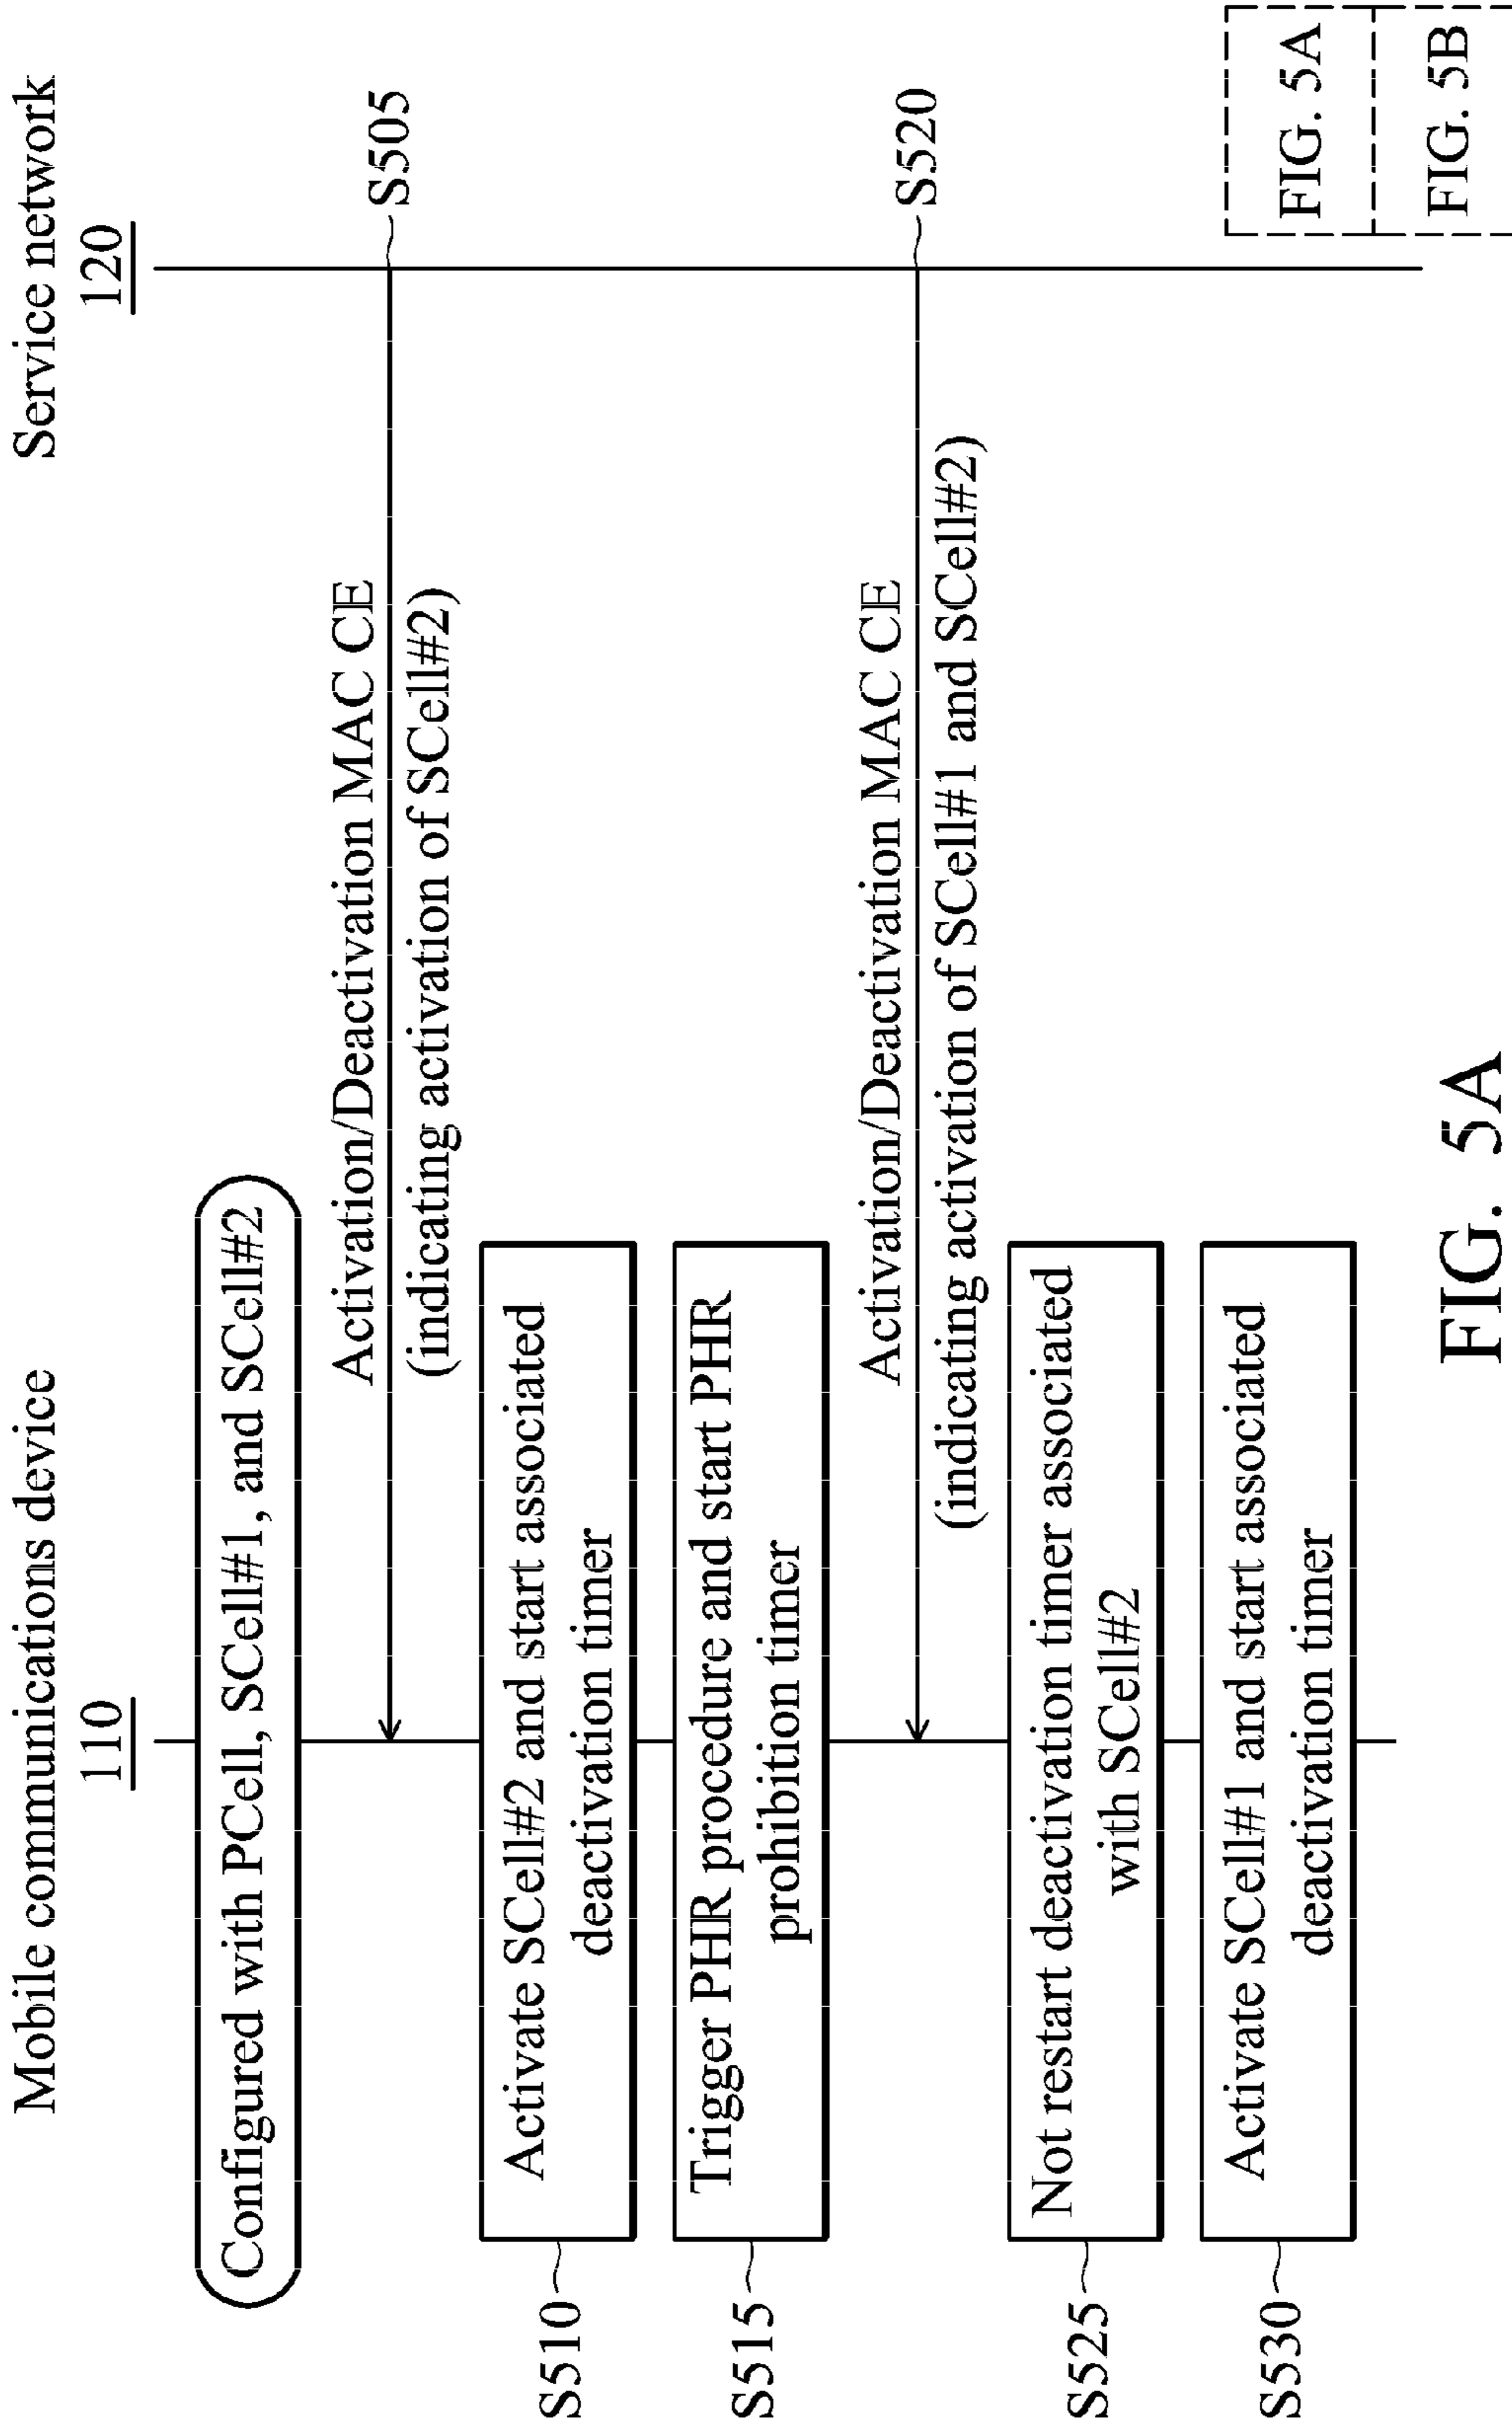 Mobile communications device
110
Service network
120
Configured with PCell, SCell#1, and SCell#2
Activation/Deactivation MAC CE
(indicating activation of SCell#2)
S505
S510
Activate SCell#2 and start associated
deactivation timer
S515
Trigger PHR procedure and start PHR
prohibition timer
Activation/Deactivation MAC CE
(indicating activation of SCell#1 and SCell#2)
S520
S525
Not restart deactivation timer associated
with SCell#2
S530
Activate SCell#1 and start associated
deactivation timer
FIG. 5A
FIG. 5B
FIG. 5A